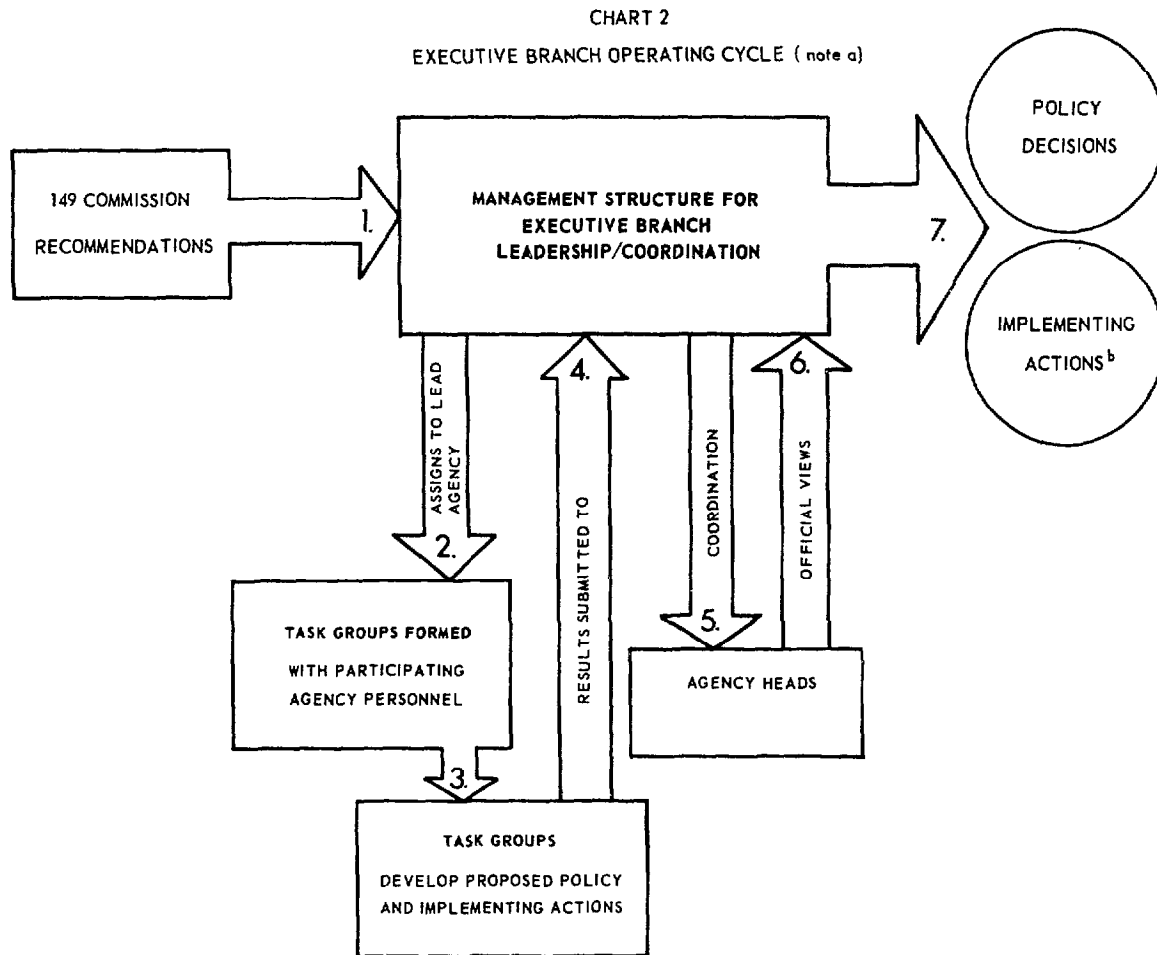 CHART 2
EXECUTIVE BRANCH OPERATING CYCLE ( note a)
149 COMMISSION
RECOMMENDATIONS
1.
MANAGEMENT STRUCTURE FOR
EXECUTIVE BRANCH
LEADERSHIP/COORDINATION
7.
POLICY
DECISIONS
IMPLEMENTING
ACTIONS b
ASSIGNS TO LEAD
AGENCY
2.
TASK GROUPS FORMED
WITH PARTICIPATING
AGENCY PERSONNEL
3.
TASK GROUPS
DEVELOP PROPOSED POLICY
AND IMPLEMENTING ACTIONS
4.
RESULTS SUBMITTED TO
COORDINATION
5.
AGENCY HEADS
6.
OFFICIAL VIEWS